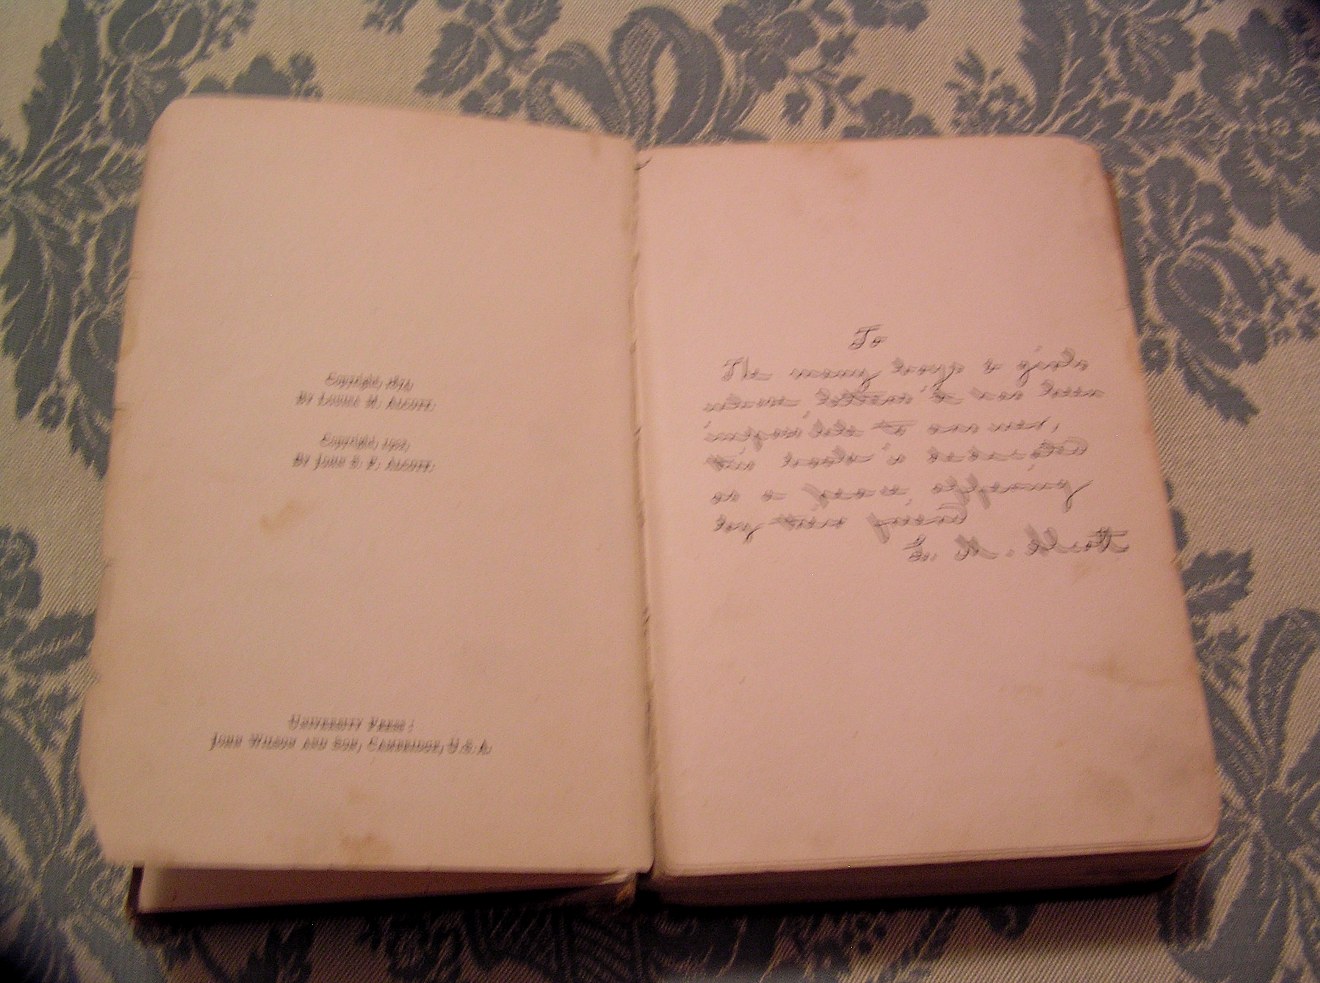 Copyright, 1874,
By Louisa M. Alcott.
Copyright, 1902,
By John S. P. Alcott.
University Press:
John Wilson and Son, Cambridge, U.S.A.
To
The many boys & girls
whose letters it has been
impossible to answer,
this book is dedicated
as a peace offering
by their friend
L. M. Alcott